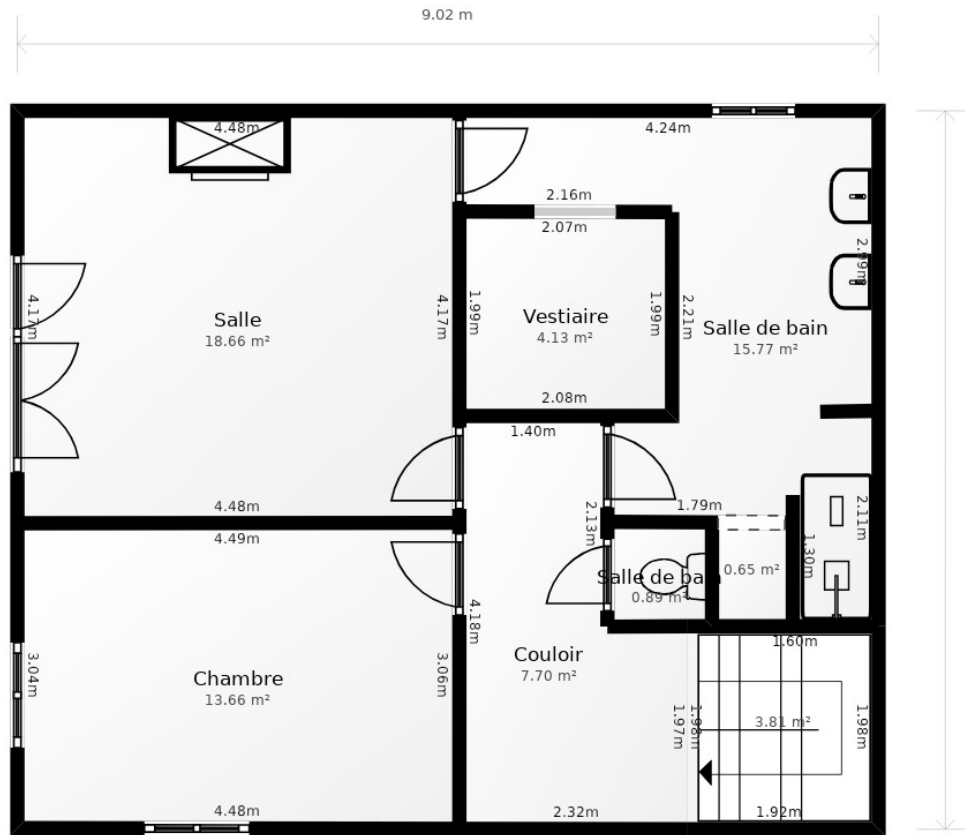 9.02 m
4.48m
4.24m
2.16m
2.07m
2.99m
4.17m
4.17m
1.99m
1.99m
2.21m
Salle
18.66 m²
Vestiaire
4.13 m²
Salle de bain
15.77 m²
2.08m
1.40m
4.48m
1.79m
2.11m
4.49m
2.13m
1.30m
Salle de bain
0.89 m²
0.65 m²
4.18m
1.60m
Couloir
7.70 m²
3.04m
3.06m
Chambre
13.66 m²
1.97m
1.98m
3.81 m²
1.98m
4.48m
2.32m
1.92m